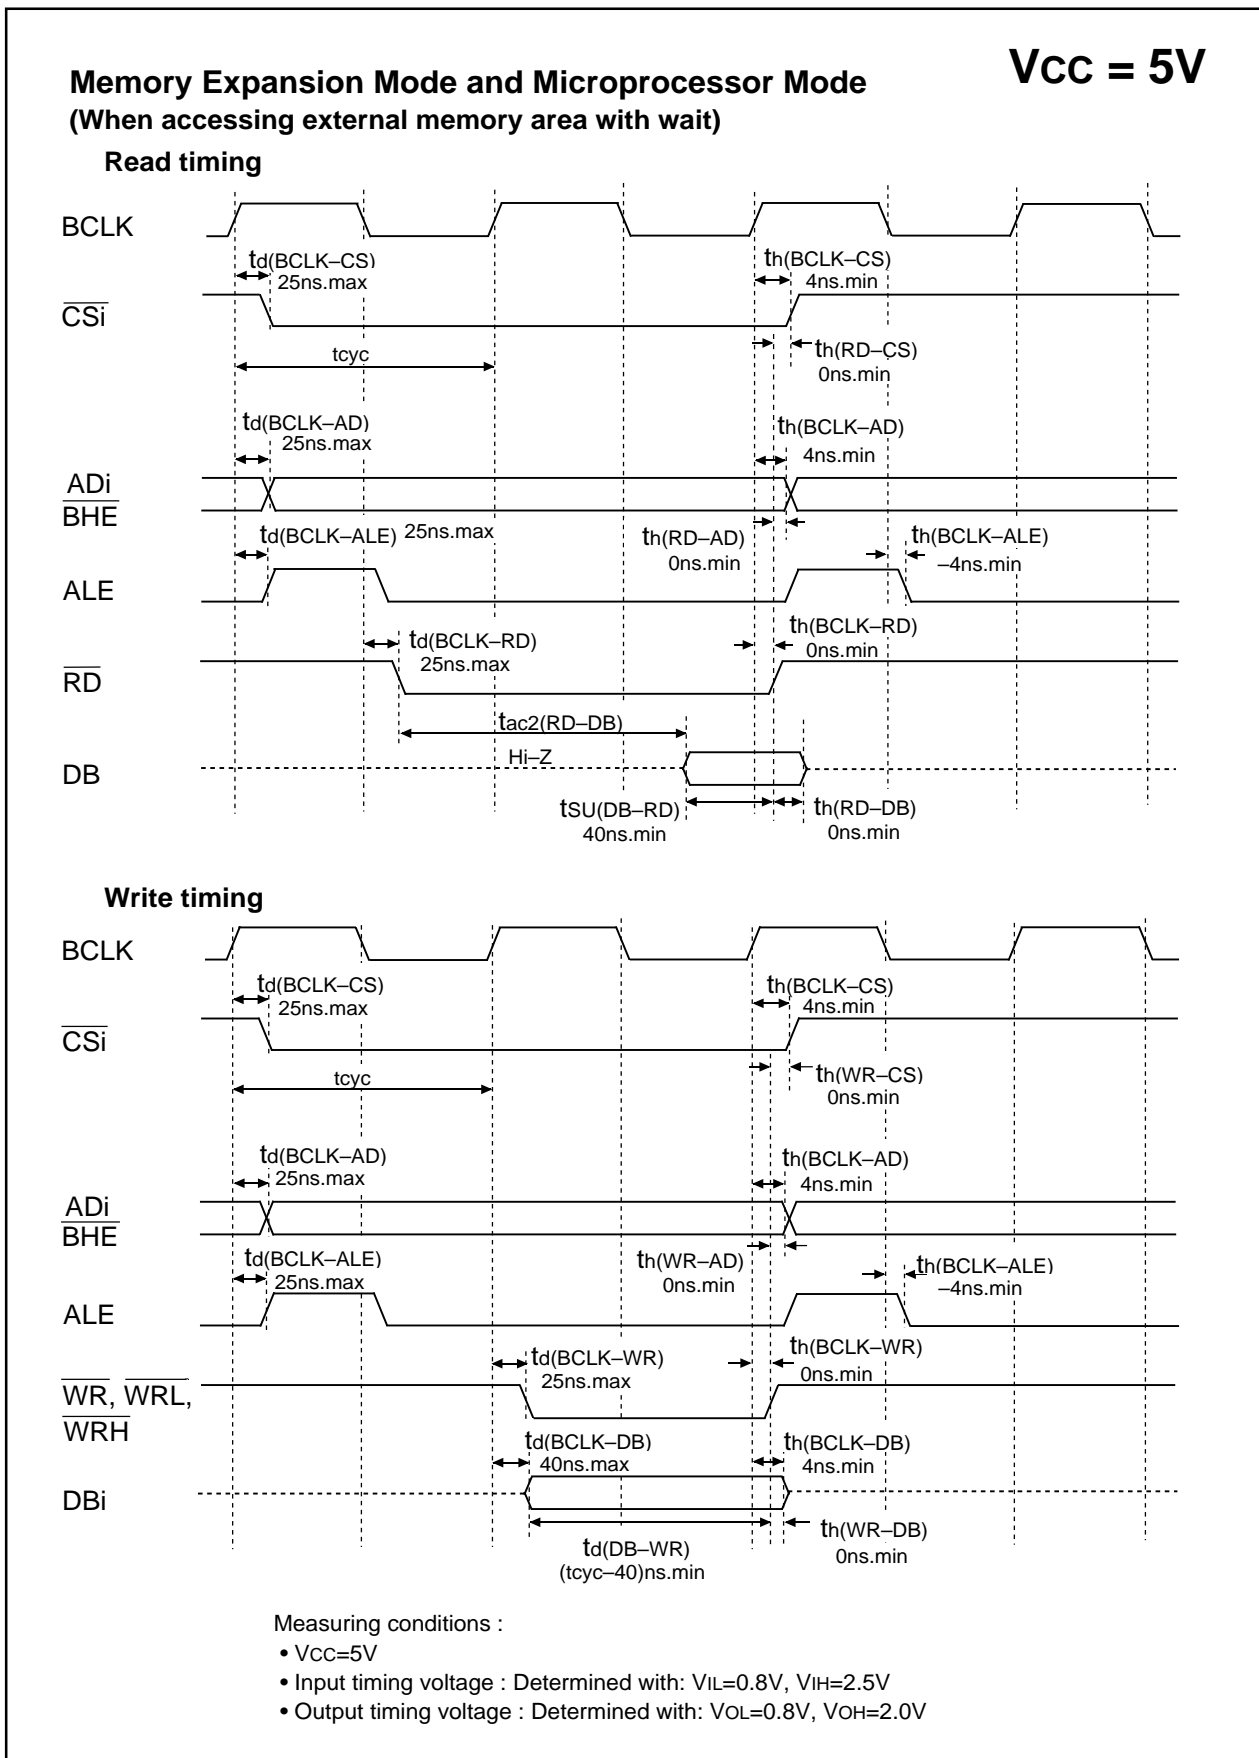 VCC = 5V
Memory Expansion Mode and Microprocessor Mode
(When accessing external memory area with wait)
Read timing
BCLK
td(BCLK–CS)
25ns.max
th(BCLK–CS)
4ns.min
CSi
tcyc
th(RD–CS)
0ns.min
td(BCLK–AD)
25ns.max
th(BCLK–AD)
4ns.min
ADi
BHE
td(BCLK–ALE) 25ns.max
th(RD–AD)
0ns.min
th(BCLK–ALE)
–4ns.min
ALE
td(BCLK–RD)
25ns.max
th(BCLK–RD)
0ns.min
RD
tac2(RD–DB)
Hi–Z
DB
tSU(DB–RD)
40ns.min
th(RD–DB)
0ns.min
Write timing
BCLK
td(BCLK–CS)
25ns.max
th(BCLK–CS)
4ns.min
CSi
tcyc
th(WR–CS)
0ns.min
td(BCLK–AD)
25ns.max
th(BCLK–AD)
4ns.min
ADi
BHE
td(BCLK–ALE)
25ns.max
th(WR–AD)
0ns.min
th(BCLK–ALE)
–4ns.min
ALE
td(BCLK–WR)
25ns.max
th(BCLK–WR)
0ns.min
WR, WRL,
WRH
td(BCLK–DB)
40ns.max
th(BCLK–DB)
4ns.min
DBi
td(DB–WR)
(tcyc–40)ns.min
th(WR–DB)
0ns.min
Measuring conditions :
• VCC=5V
• Input timing voltage : Determined with: VIL=0.8V, VIH=2.5V
• Output timing voltage : Determined with: VOL=0.8V, VOH=2.0V